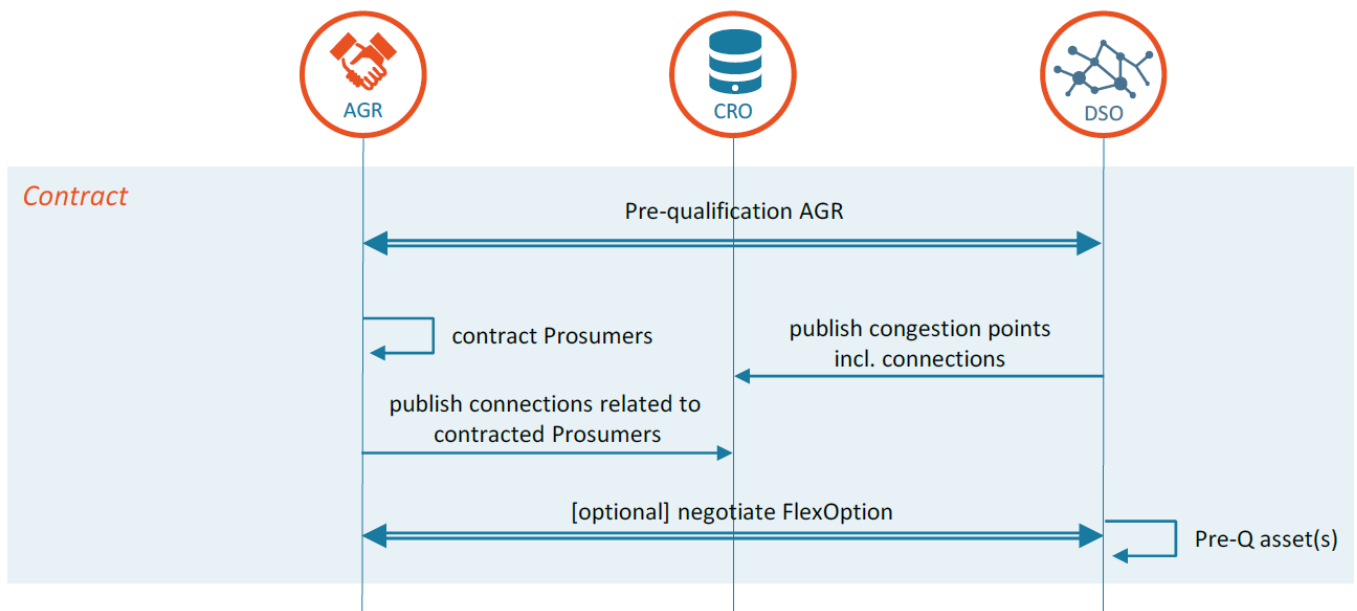 AGR
CRO
DSO
Contract
Pre-qualification AGR
contract Prosumers
publish congestion points
incl. connections
publish connections related to
contracted Prosumers
[optional] negotiate FlexOption
Pre-Q asset(s)